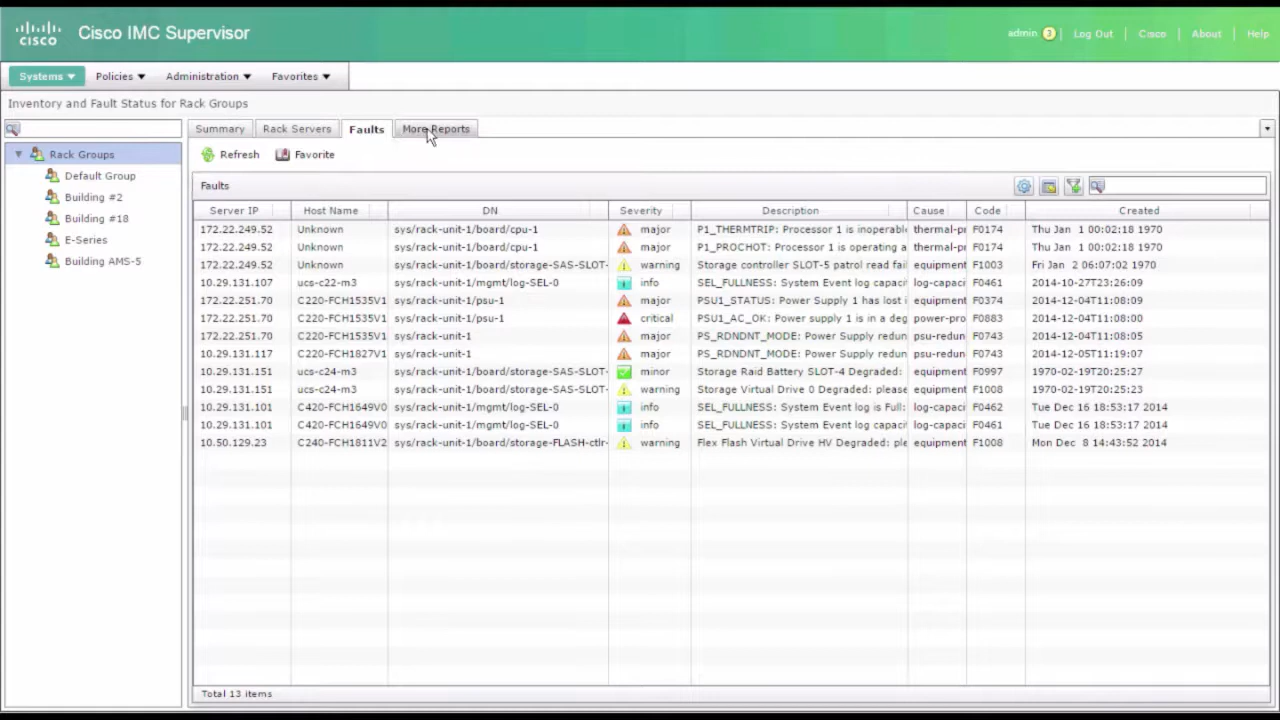 CISCO Cisco IMC Supervisor admin 3 Log Out Cisco About Help
Systems Policies Administration Favorites
Inventory and Fault Status for Rack Groups
Summary Rack Servers Faults More Reports
Rack Groups
Default Group
Building #2
Building #18
E-Series
Building AMS-5
Refresh Favorite
Faults
Server IP Host Name DN Severity Description Cause Code Created
172.22.249.52 Unknown sys/rack-unit-1/board/cpu-1 major P1_THERMTRIP: Processor 1 is inoperabl thermal-p F0174 Thu Jan 1 00:02:18 1970
172.22.249.52 Unknown sys/rack-unit-1/board/cpu-1 major P1_PROCHOT: Processor 1 is operating a thermal-p F0174 Thu Jan 1 00:02:18 1970
172.22.249.52 Unknown sys/rack-unit-1/board/storage-SAS-SLOT- warning Storage controller SLOT-5 patrol read fai equipment F1003 Fri Jan 2 06:07:02 1970
10.29.131.107 ucs-c22-m3 sys/rack-unit-1/mgmt/log-SEL-0 info SEL_FULLNESS: System Event log capaci log-capaci F0461 2014-10-27T23:26:09
172.22.251.70 C220-FCH1535V1 sys/rack-unit-1/psu-1 major PSU1_STATUS: Power Supply 1 has lost i equipment F0374 2014-12-04T11:08:09
172.22.251.70 C220-FCH1535V1 sys/rack-unit-1/psu-1 critical PSU1_AC_OK: Power supply 1 is in a deg power-pro F0883 2014-12-04T11:08:00
172.22.251.70 C220-FCH1535V1 sys/rack-unit-1 major PS_RDNDNT_MODE: Power Supply redun psu-redun F0743 2014-12-04T11:08:05
10.29.131.117 C220-FCH1827V1 sys/rack-unit-1 major PS_RDNDNT_MODE: Power Supply redun psu-redun F0743 2014-12-05T11:19:07
10.29.131.151 ucs-c24-m3 sys/rack-unit-1/board/storage-SAS-SLOT- minor Storage Raid Battery SLOT-4 Degraded: equipment F0997 1970-02-19T20:25:27
10.29.131.151 ucs-c24-m3 sys/rack-unit-1/board/storage-SAS-SLOT- warning Storage Virtual Drive 0 Degraded: please equipment F1008 1970-02-19T20:25:23
10.29.131.101 C420-FCH1649V0 sys/rack-unit-1/mgmt/log-SEL-0 info SEL_FULLNESS: System Event log is Full: log-capaci F0462 Tue Dec 16 18:53:17 2014
10.29.131.101 C420-FCH1649V0 sys/rack-unit-1/mgmt/log-SEL-0 info SEL_FULLNESS: System Event log capaci log-capaci F0461 Tue Dec 16 18:53:17 2014
10.50.129.23 C240-FCH1811V2 sys/rack-unit-1/board/storage-FLASH-ctlr- warning Flex Flash Virtual Drive HV Degraded: ple equipment F1008 Mon Dec 8 14:43:52 2014
Total 13 items